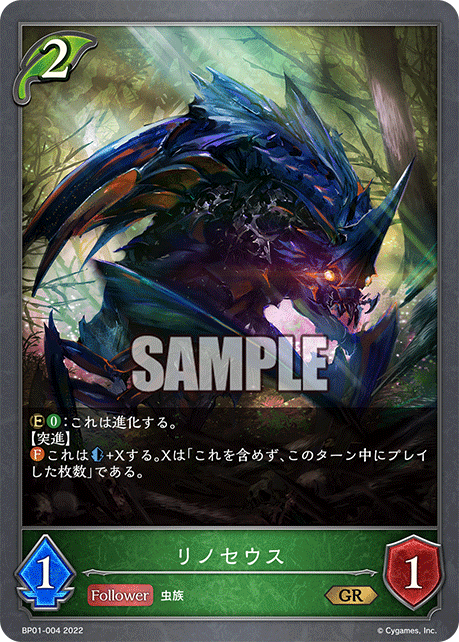 2
SAMPLE
E 0:これは進化する。
【突進】
F これは+Xする。Xは「これを含めず、このターン中にプレイ
した枚数」である。
リノセウス
1
Follower
虫族
GR
1
BP01-004 2022
© Cygames, Inc.